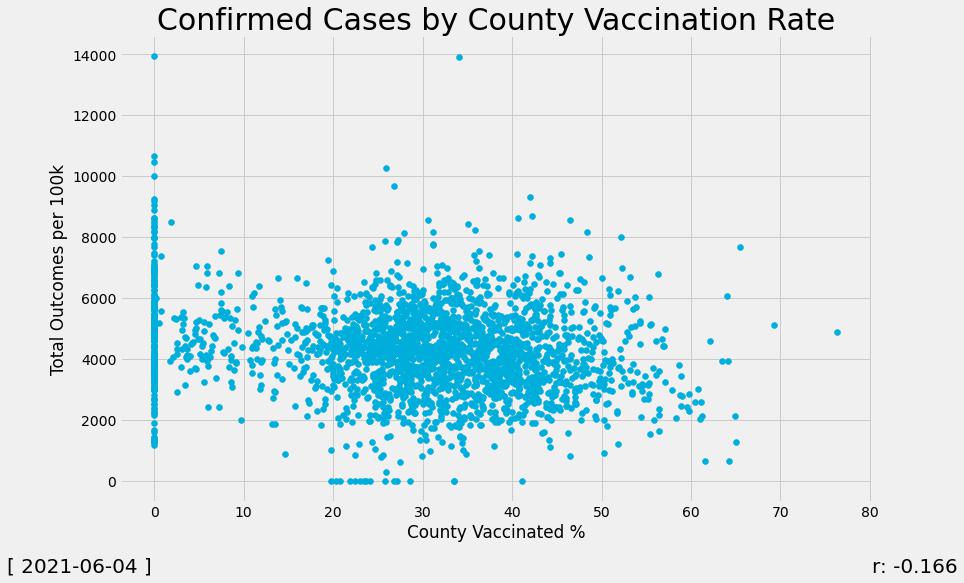 Confirmed Cases by County Vaccination Rate
Total Outcomes per 100k
14000
12000
10000
8000
6000
4000
2000
0
0 10 20 30 40 50 60 70 80
County Vaccinated %
[ 2021-06-04 ]
r: -0.166